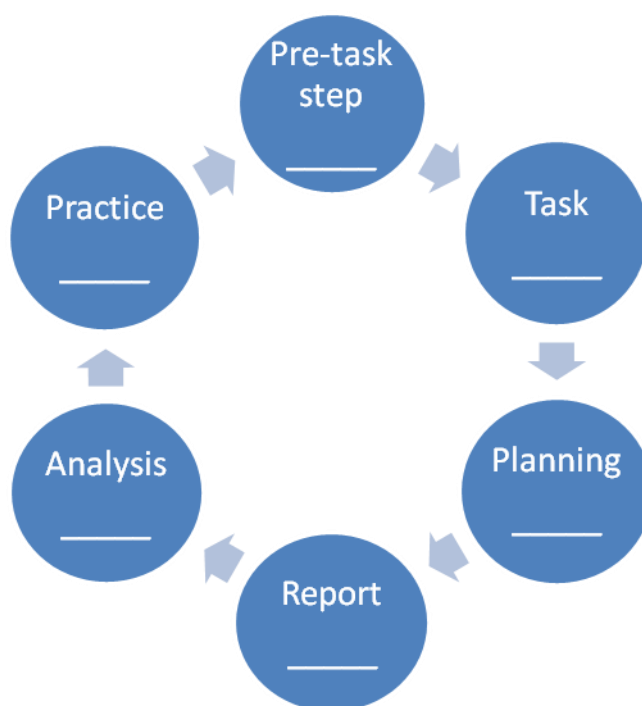 Pre-task
step
Task
Planning
Report
Analysis
Practice